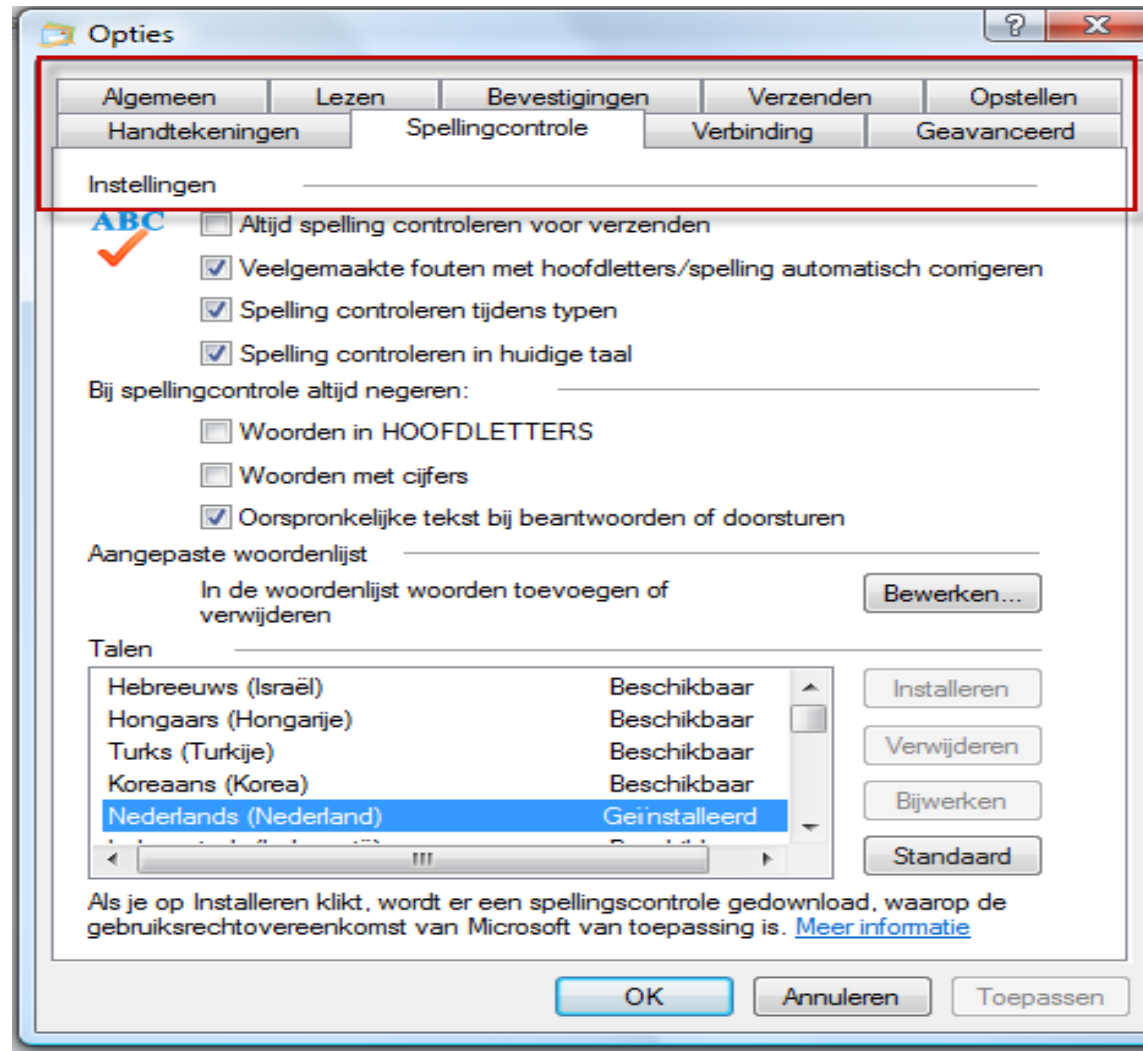 Opties
Algemeen Lezen Bevestigingen Verzenden Opstellen
Handtekeningen Spellingcontrole Verbinding Geavanceerd
Instellingen
ABC
Altijd spelling controleren voor verzenden
Veelgemaakte fouten met hoofdletters/spelling automatisch corrigeren
Spelling controleren tijdens typen
Spelling controleren in huidige taal
Bij spellingcontrole altijd negeren:
Woorden in HOOFDLETTERS
Woorden met cijfers
Oorspronkelijke tekst bij beantwoorden of doorsturen
Aangepaste woordenlijst
In de woordenlijst woorden toevoegen of
verwijderen
Bewerken...
Talen
Hebreeuws (Israël) Beschikbaar
Hongaars (Hongarije) Beschikbaar
Turks (Turkije) Beschikbaar
Koreaans (Korea) Beschikbaar
Nederlands (Nederland) Geïnstalleerd
Installeren
Verwijderen
Bijwerken
Standaard
Als je op Installeren klikt, wordt er een spellingscontrole gedownload, waarop de
gebruiksrechtovereenkomst van Microsoft van toepassing is. Meer informatie
OK Annuleren Toepassen